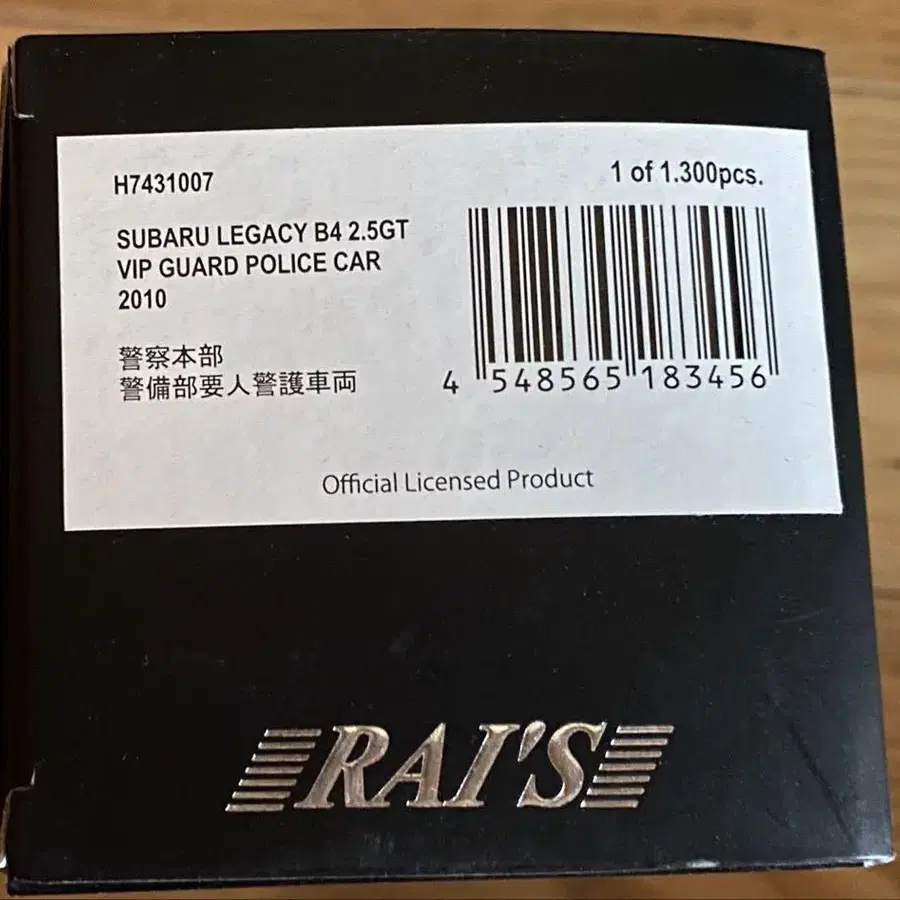 H7431007
1 of 1.300pcs.
SUBARU LEGACY B4 2.5GT
VIP GUARD POLICE CAR
2010
警察本部
警備部要人警護車両
4 548565 183456
Official Licensed Product
RAI'S